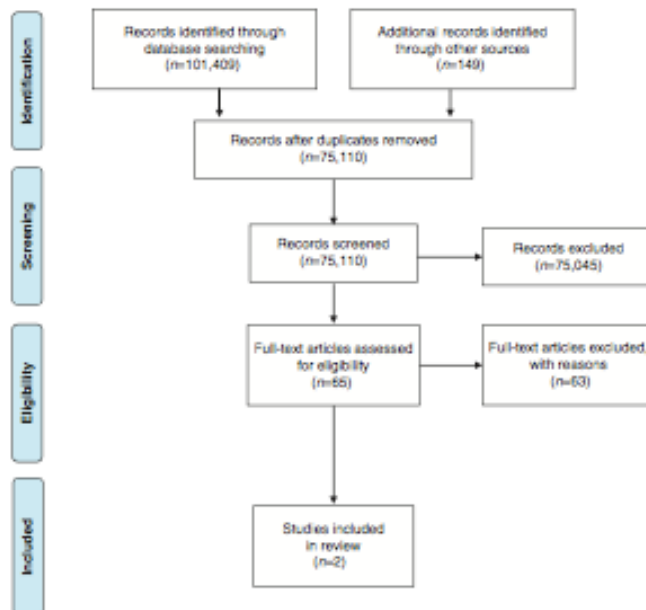 Identification
Records identified through
database searching
(n=101,409)
Additional records identified
through other sources
(n=149)
Records after duplicates removed
(n=75,110)
Screening
Records screened
(n=75,110)
Records excluded
(n=75,045)
Eligibility
Full-text articles assessed
for eligibility
(n=65)
Full-text articles excluded,
with reasons
(n=63)
Included
Studies included
in review
(n=2)